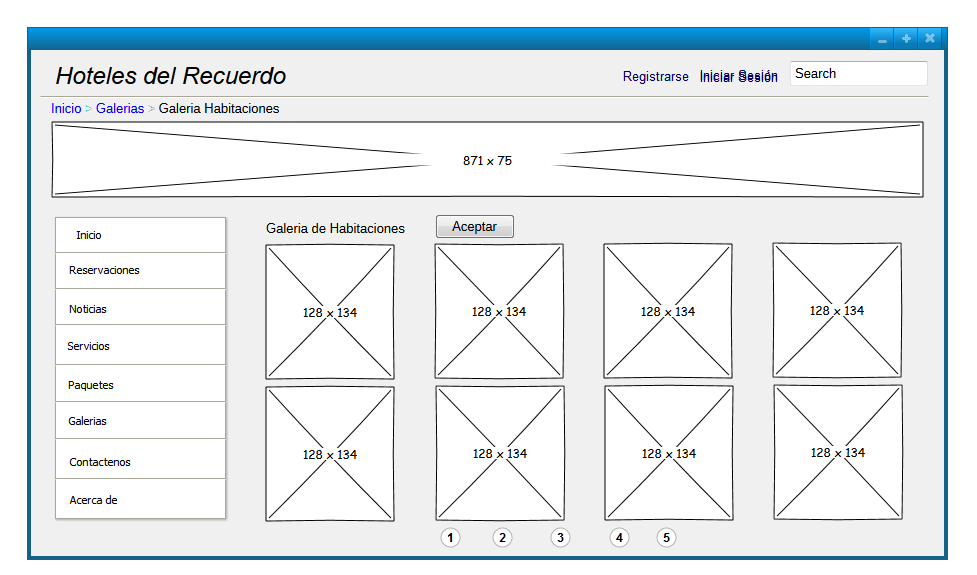 Hoteles del Recuerdo
Registrarse Iniciar Sesión Search
Inicio > Galerias > Galeria Habitaciones
871 x 75
Inicio
Reservaciones
Noticias
Servicios
Paquetes
Galerias
Contactenos
Acerca de
Galeria de Habitaciones Aceptar
128 x 134 128 x 134 128 x 134 128 x 134
128 x 134 128 x 134 128 x 134 128 x 134
1 2 3 4 5